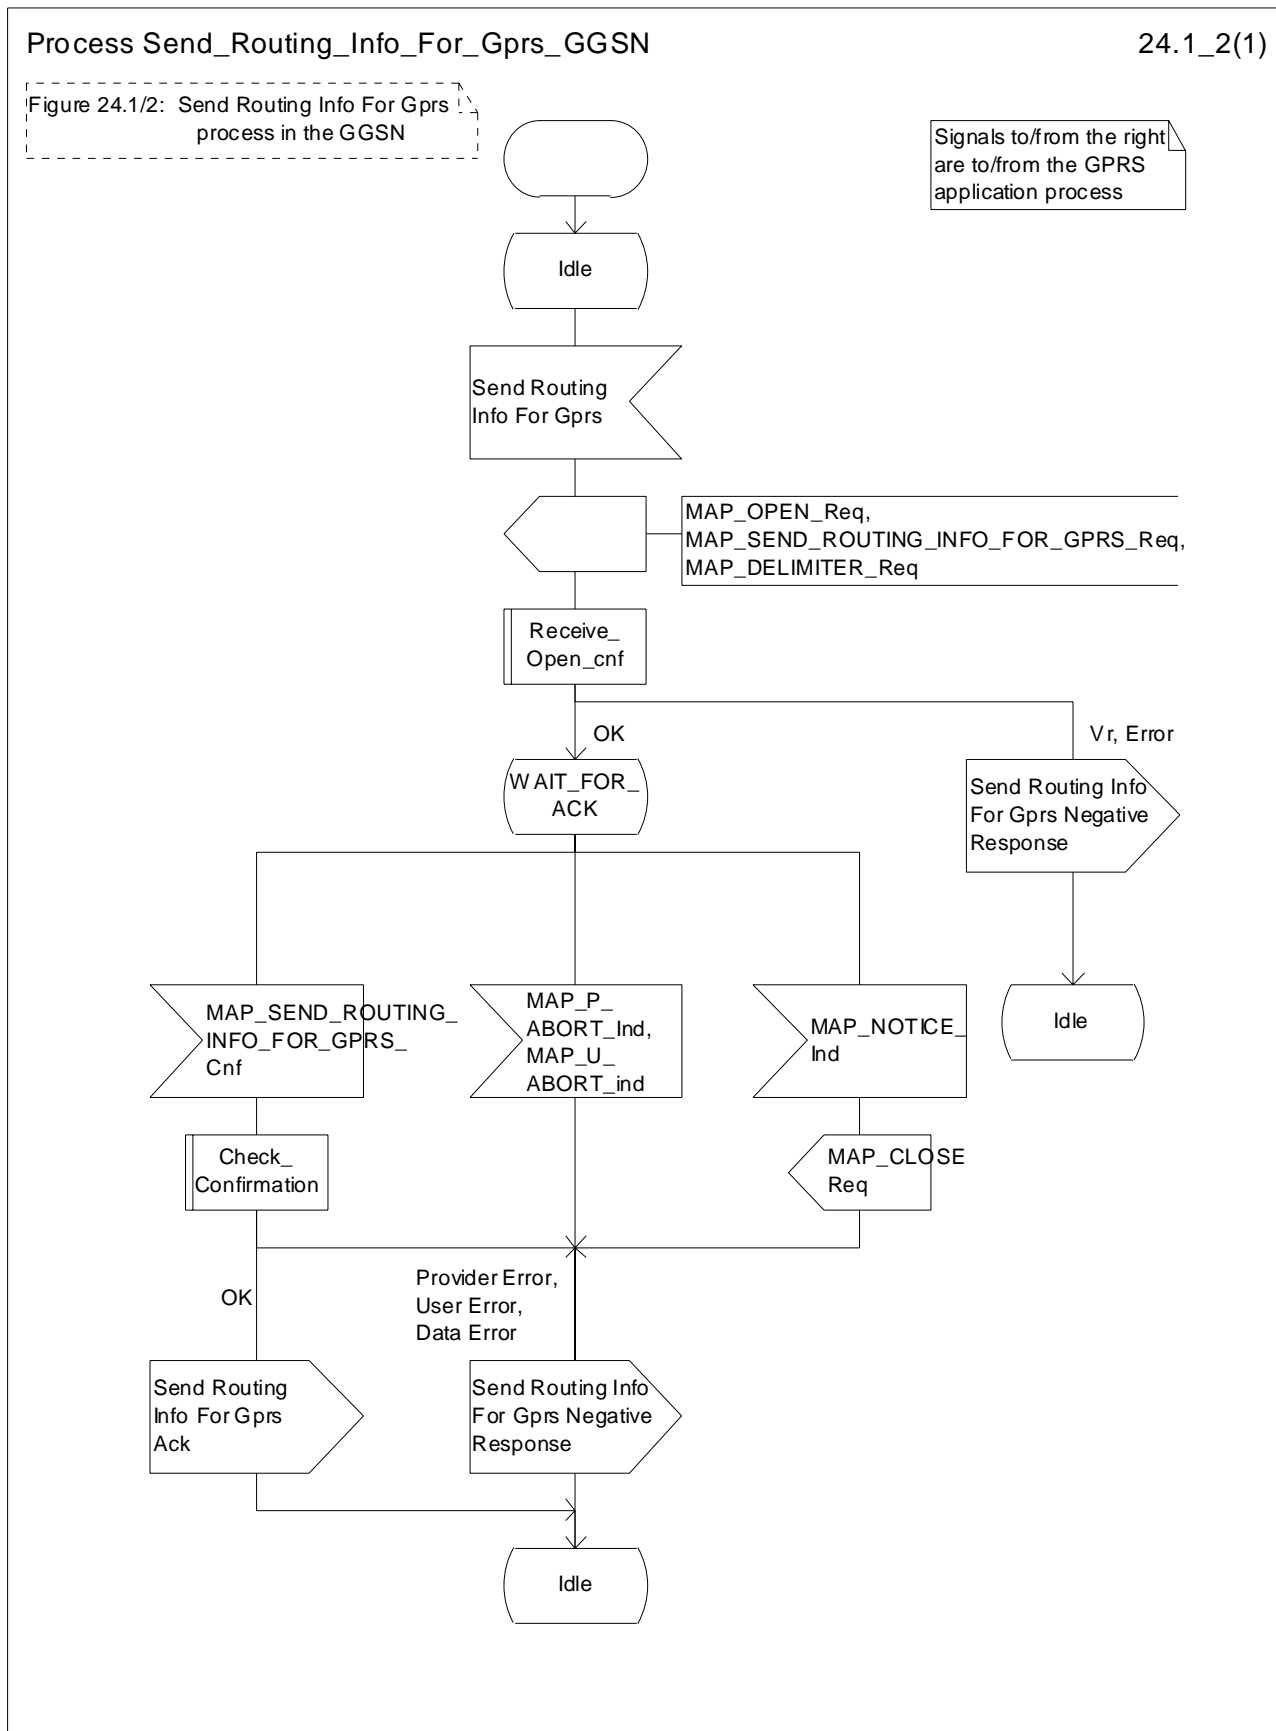 Process Send_Routing_Info_For_Gprs_GGSN
24.1_2(1)
Figure 24.1/2: Send Routing Info For Gprs
process in the GGSN
Signals to/from the right
are to/from the GPRS
application process
Idle
Send Routing
Info For Gprs
MAP_OPEN_Req,
MAP_SEND_ROUTING_INFO_FOR_GPRS_Req,
MAP_DELIMITER_Req
Receive_
Open_cnf
OK
Vr, Error
WAIT_FOR_
ACK
Send Routing Info
For Gprs Negative
Response
MAP_SEND_ROUTING_
INFO_FOR_GPRS_
Cnf
MAP_P_
ABORT_Ind,
MAP_U_
ABORT_ind
MAP_NOTICE_
Ind
Idle
Check_
Confirmation
MAP_CLOSE
Req
OK
Provider Error,
User Error,
Data Error
Send Routing
Info For Gprs
Ack
Send Routing Info
For Gprs Negative
Response
Idle